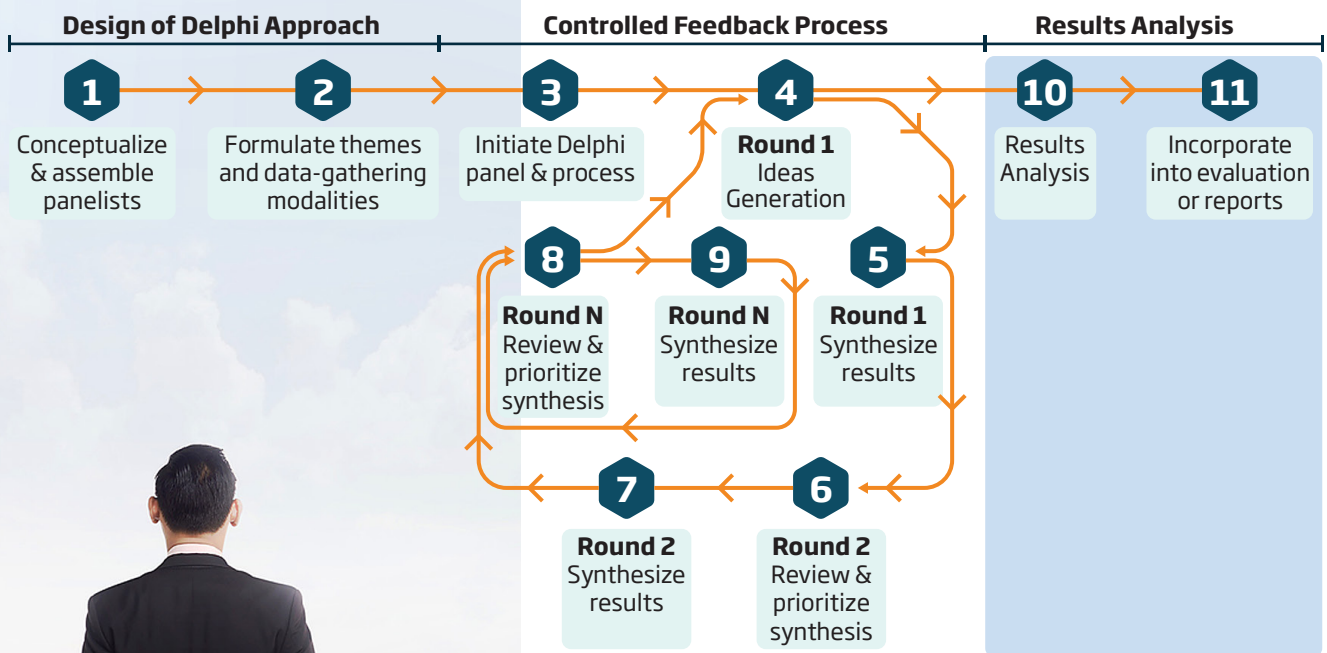 Design of Delphi Approach
Controlled Feedback Process
Results Analysis
1
Conceptualize
& assemble
panelists
2
Formulate themes
and data-gathering
modalities
3
Initiate Delphi
panel & process
4
Round 1
Ideas
Generation
10
Results
Analysis
11
Incorporate
into evaluation
or reports
8
Round N
Review &
prioritize
synthesis
9
Round N
Synthesize
results
5
Round 1
Synthesize
results
7
Round 2
Synthesize
results
6
Round 2
Review &
prioritize
synthesis